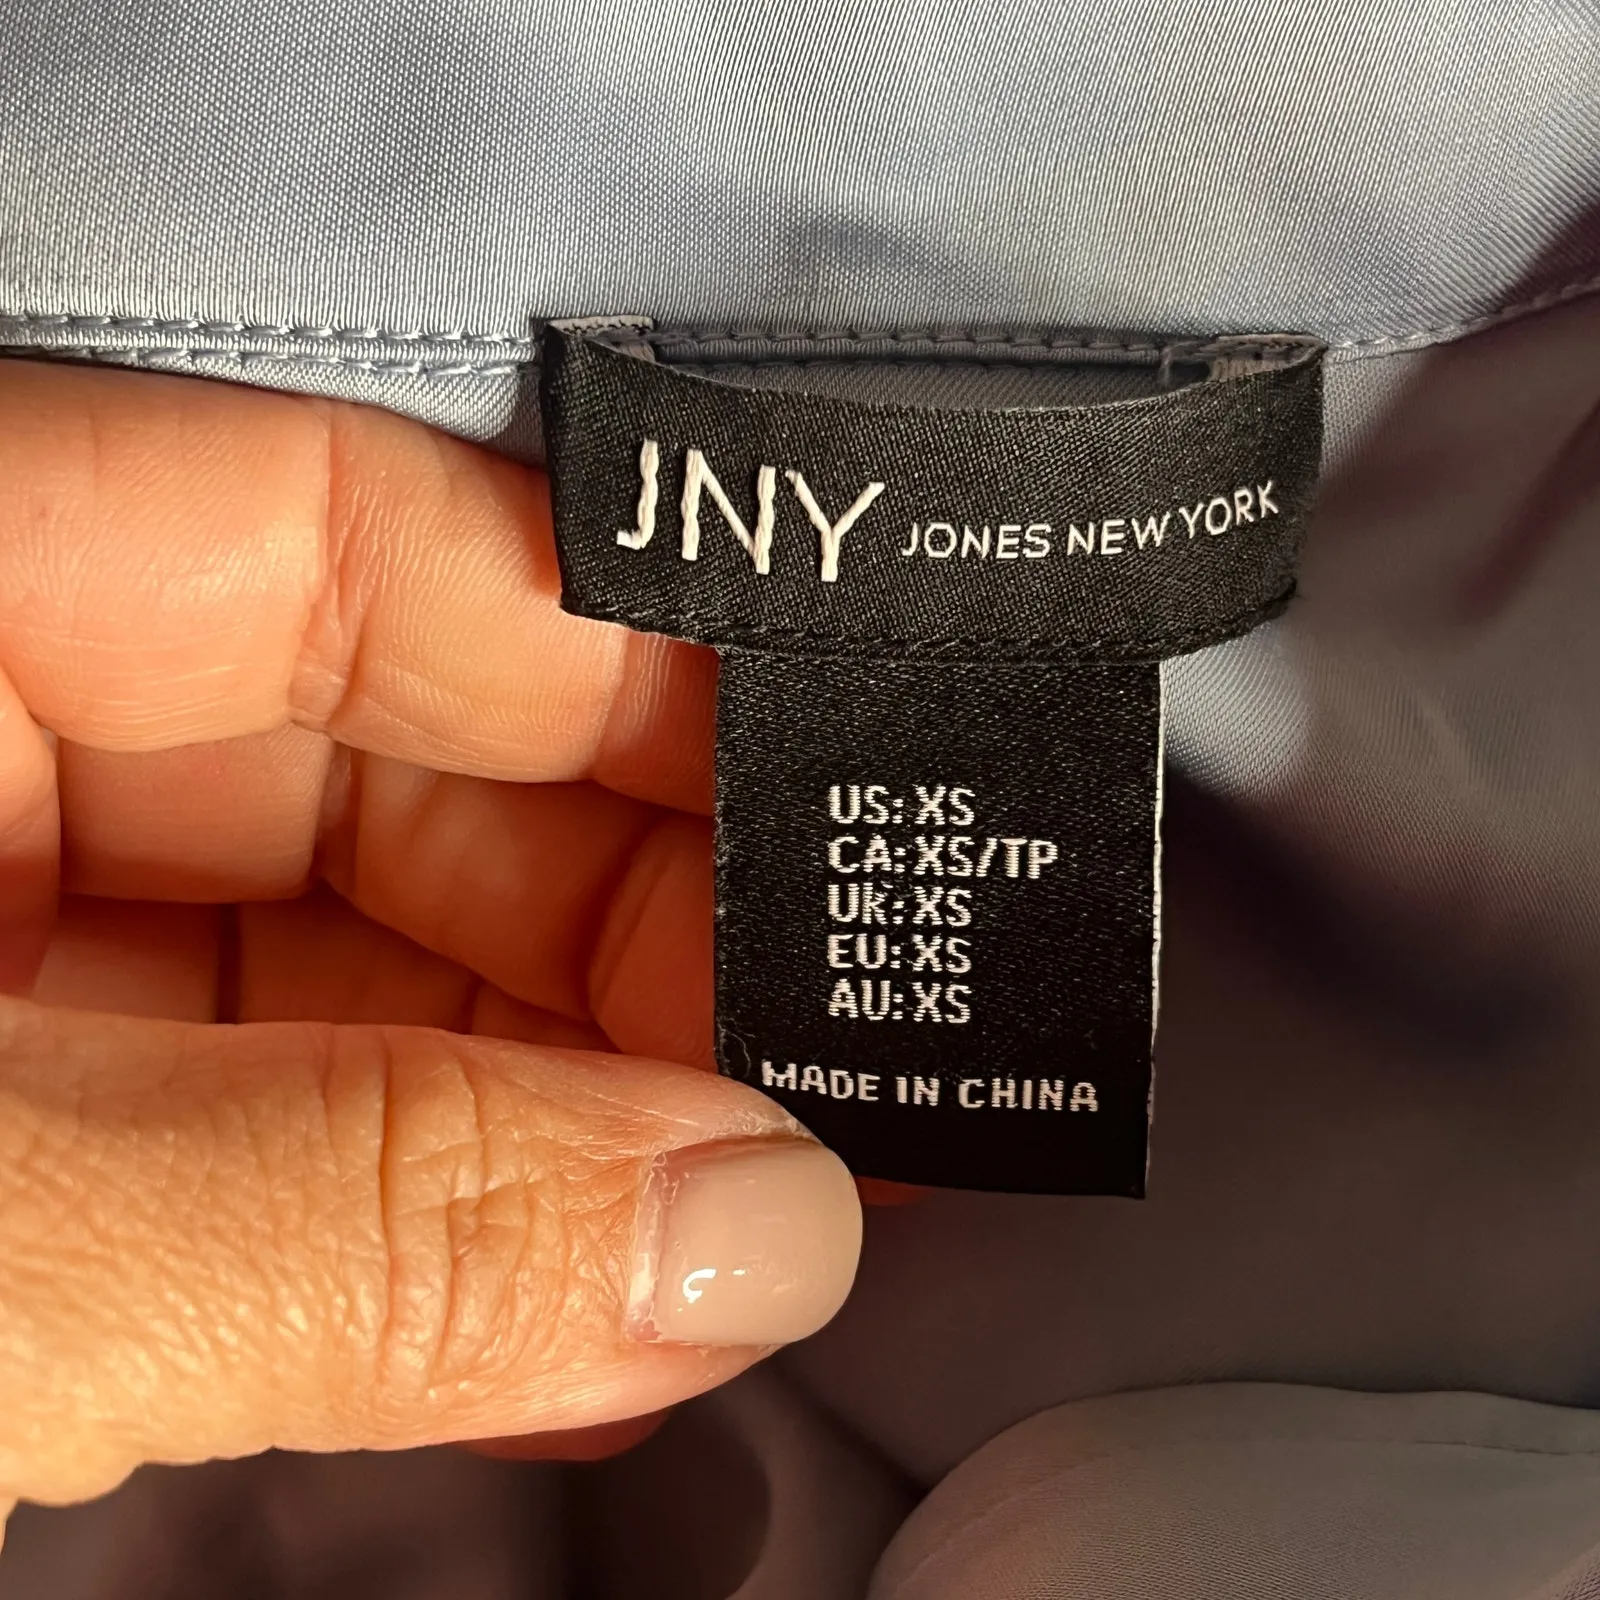 JNY JONES NEW YORK
US: XS
CA: XS/TP
UK: XS
EU: XS
AU: XS
MADE IN CHINA